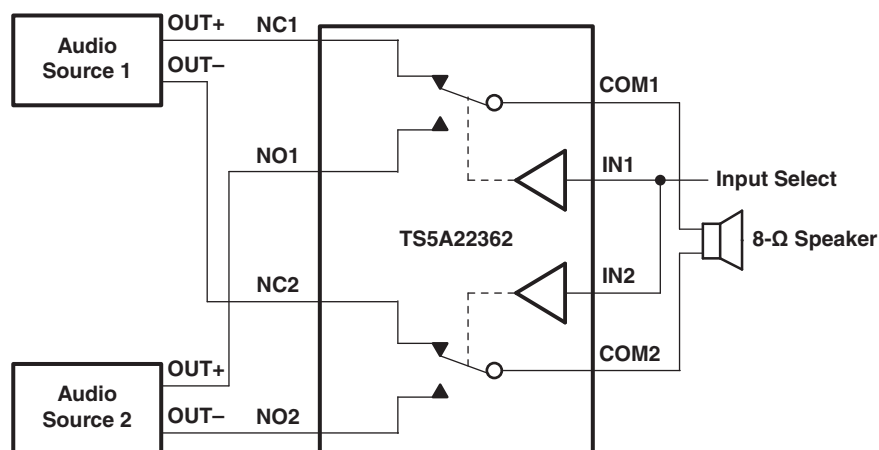 OUT+
NC1
Audio
Source 1
OUT–
COM1
NO1
IN1
Input Select
TS5A22362
8-Ω Speaker
NC2
IN2
COM2
OUT+
Audio
Source 2
OUT–
NO2